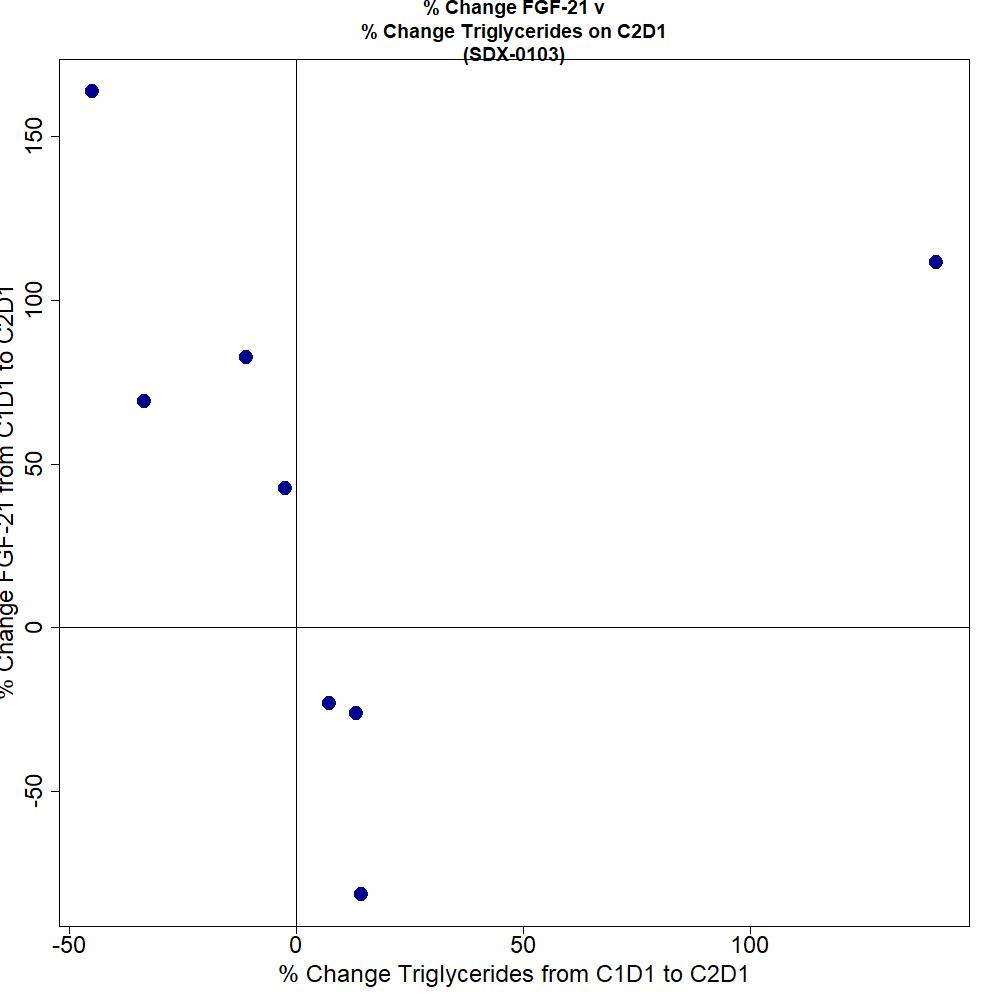 % Change FGF-21 v
% Change Triglycerides on C2D1
(SDX-0103)
% Change FGF-21 from C1D1 to C2D1
150
100
50
0
-50
-50
0
50
100
% Change Triglycerides from C1D1 to C2D1